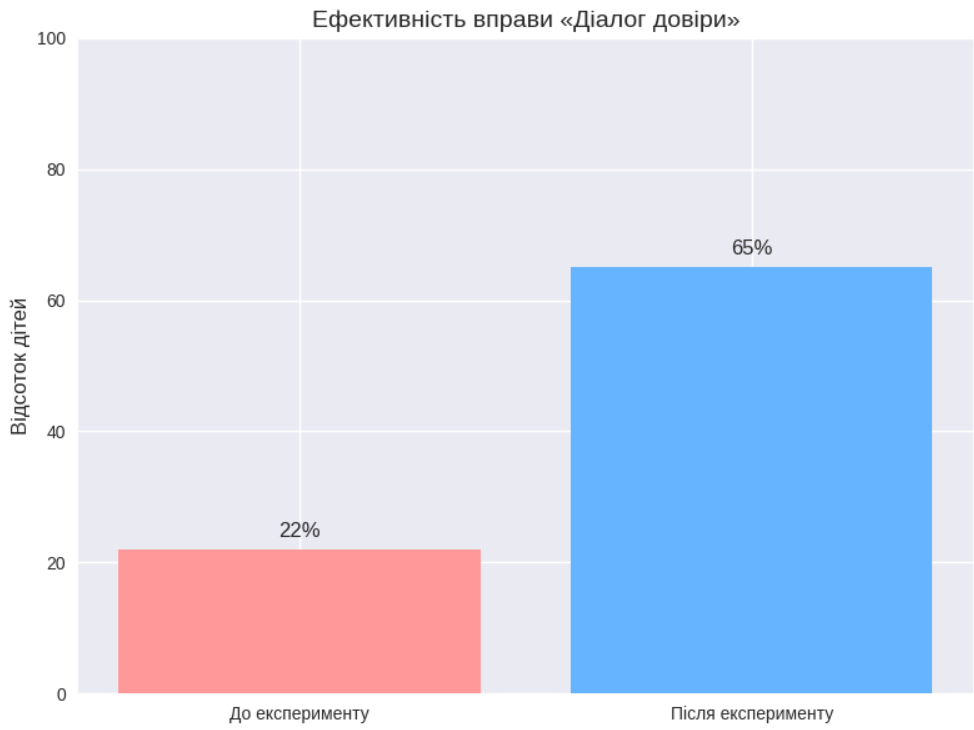 Ефективність вправи «Діалог довіри»
Відсоток дітей
100
80
60
40
20
0
22%
65%
До експерименту
Після експерименту